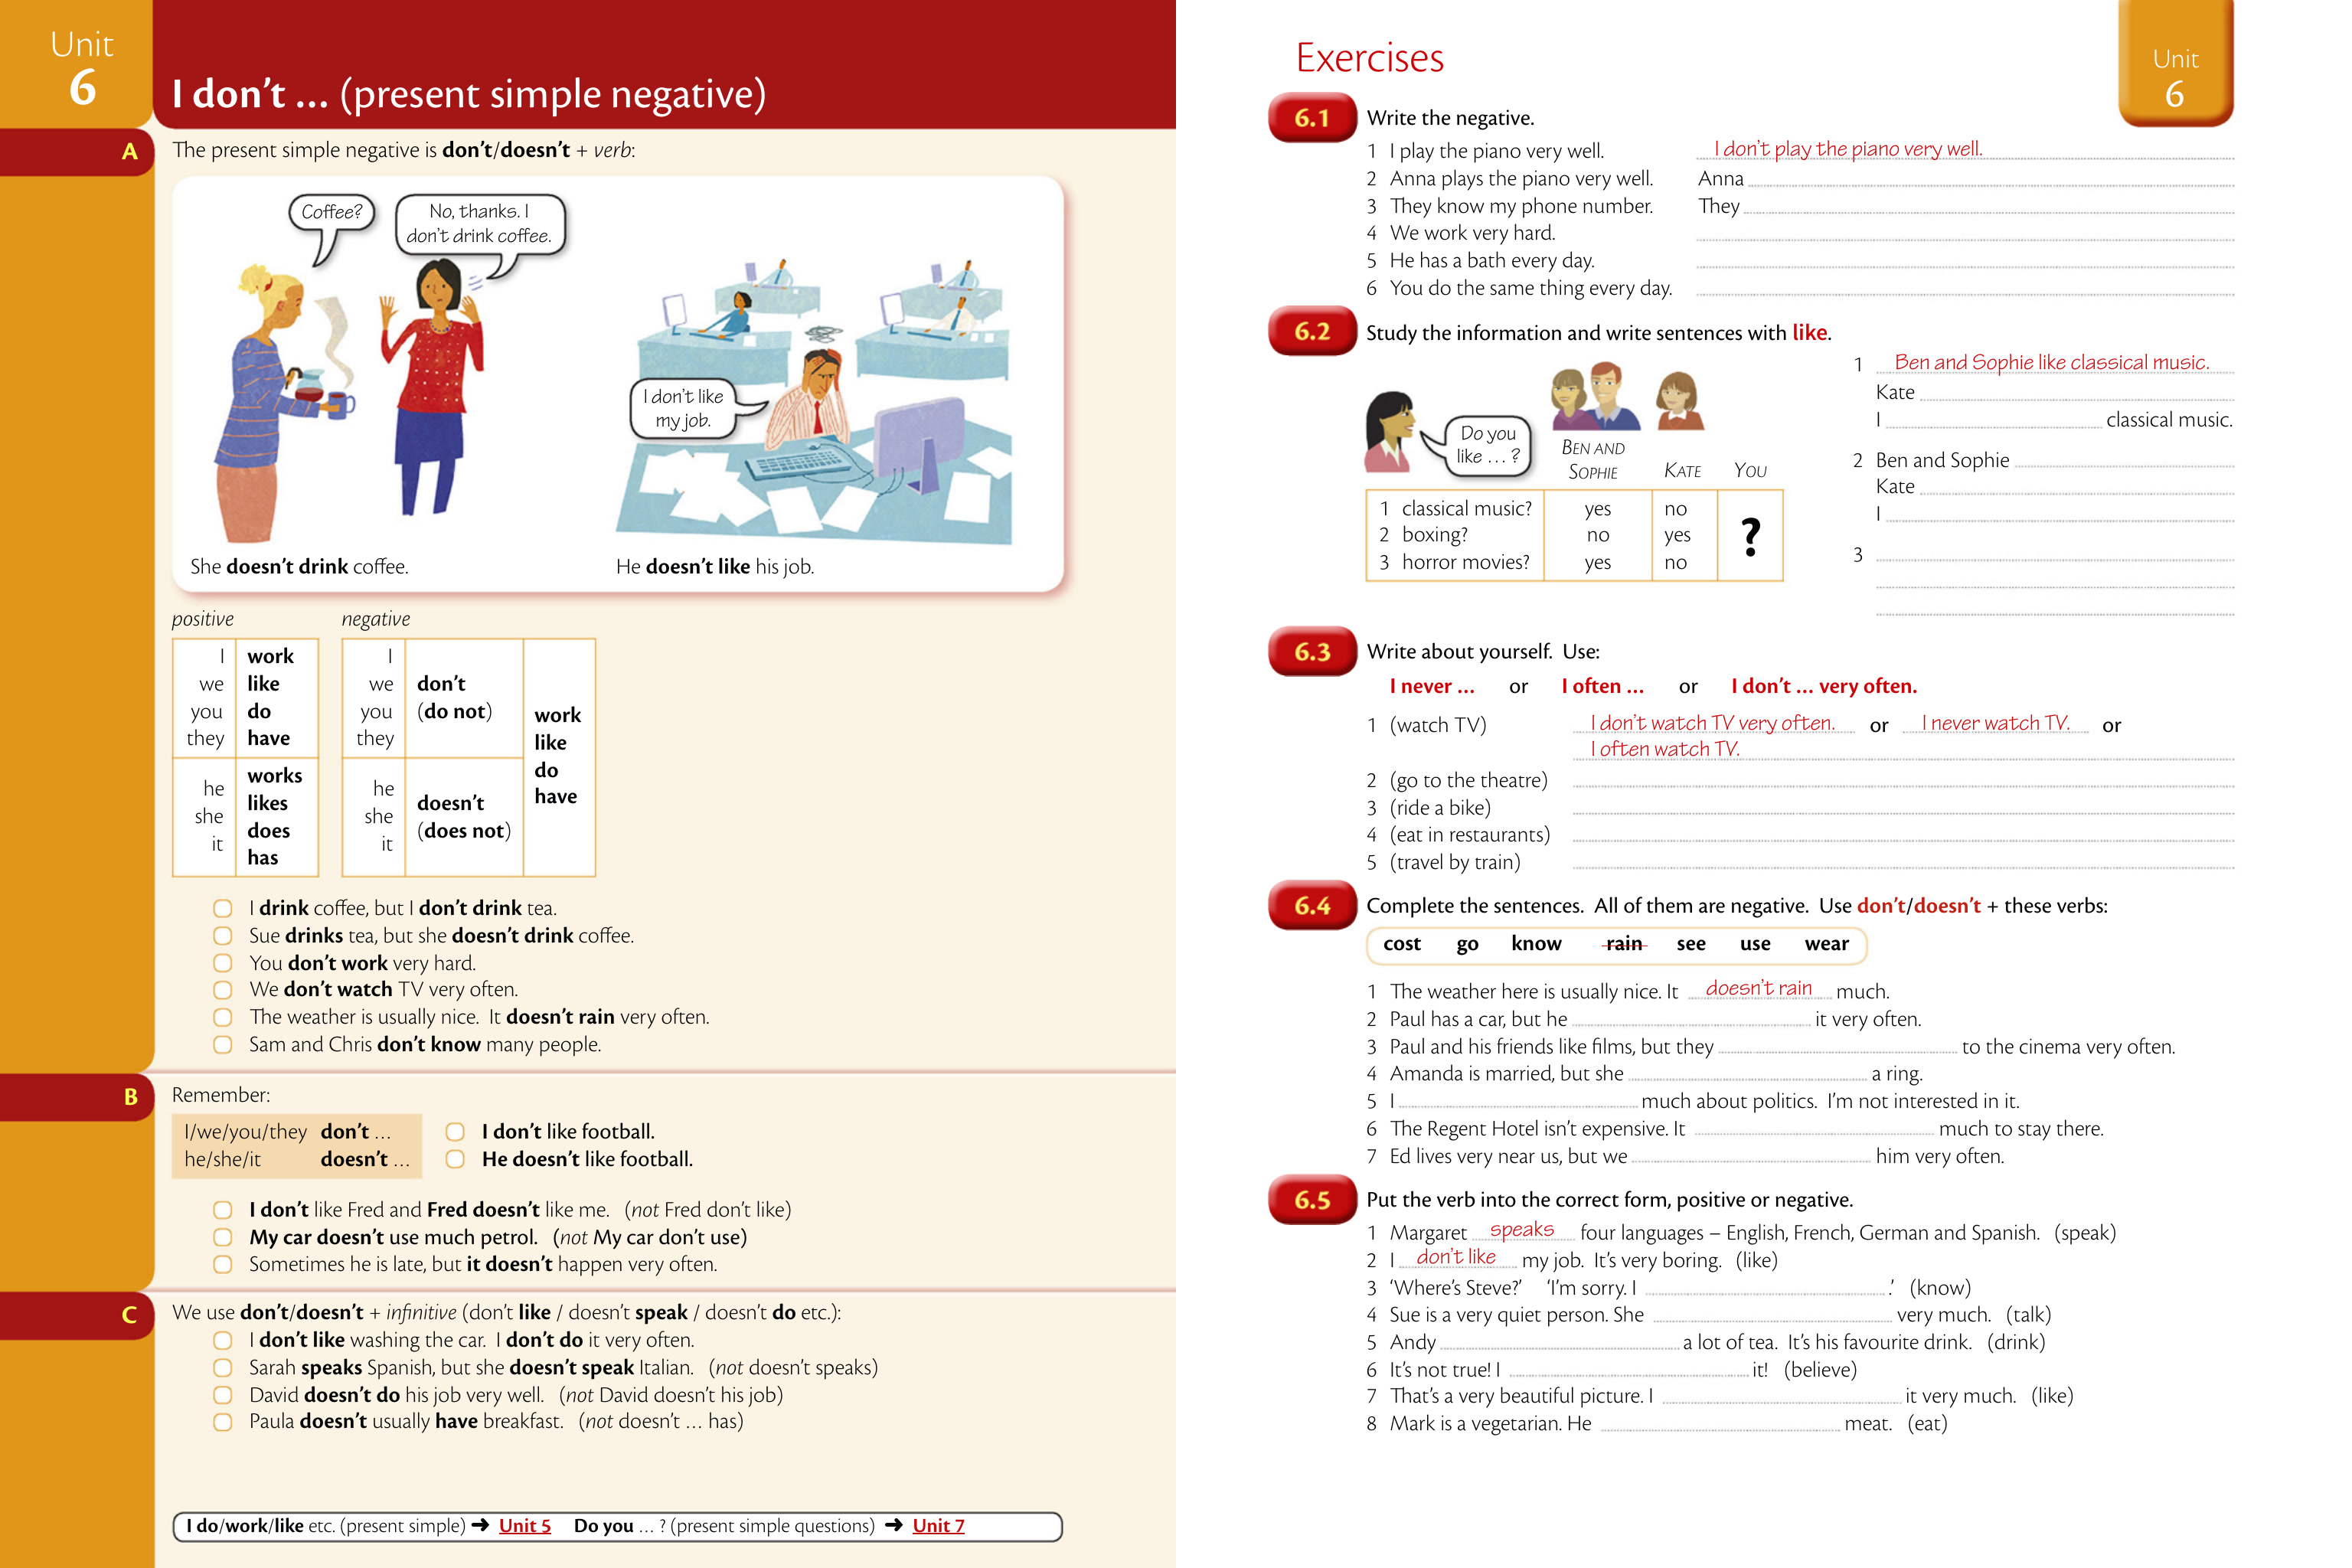 Unit
6
I don't ... (present simple negative)
A
The present simple negative is don't/doesn't + verb:
Coffee?
No, thanks. I
don't drink coffee.
I don't like
my job.
She doesn't drink coffee.
He doesn't like his job.
positive
I
we
you
they
work
like
do
have
he
she
it
works
likes
does
has
negative
I
we
you
they
don't
(do not)
he
she
it
doesn't
(does not)
work
like
do
have
I drink coffee, but I don't drink tea.
Sue drinks tea, but she doesn't drink coffee.
You don't work very hard.
We don't watch TV very often.
The weather is usually nice. It doesn't rain very often.
Sam and Chris don't know many people.
B
Remember:
I/we/you/they don't ...
he/she/it doesn't ...
I don't like football.
He doesn't like football.
I don't like Fred and Fred doesn't like me. (not Fred don't like)
My car doesn't use much petrol. (not My car don't use)
Sometimes he is late, but it doesn't happen very often.
C
We use don't/doesn't + infinitive (don't like / doesn't speak / doesn't do etc.):
I don't like washing the car. I don't do it very often.
Sarah speaks Spanish, but she doesn't speak Italian. (not doesn't speaks)
David doesn't do his job very well. (not David doesn't his job)
Paula doesn't usually have breakfast. (not doesn't ... has)
I do/work/like etc. (present simple) ➜ Unit 5 Do you ... ? (present simple questions) ➜ Unit 7
Exercises
Unit
6
6.1 Write the negative.
1 I play the piano very well. I don't play the piano very well.
2 Anna plays the piano very well. Anna
3 They know my phone number. They
4 We work very hard.
5 He has a bath every day.
6 You do the same thing every day.
6.2 Study the information and write sentences with like.
Do you
like ... ?
BEN AND
SOPHIE
KATE
YOU
1 classical music? yes no
2 boxing? no yes
3 horror movies? yes no
?
1 Ben and Sophie like classical music.
Kate
I classical music.
2 Ben and Sophie
Kate
I
3
6.3 Write about yourself. Use:
I never ... or I often ... or I don't ... very often.
1 (watch TV) I don't watch TV very often. or I never watch TV. or
I often watch TV.
2 (go to the theatre)
3 (ride a bike)
4 (eat in restaurants)
5 (travel by train)
6.4 Complete the sentences. All of them are negative. Use don't/doesn't + these verbs:
cost go know rain see use wear
1 The weather here is usually nice. It doesn't rain much.
2 Paul has a car, but he it very often.
3 Paul and his friends like films, but they to the cinema very often.
4 Amanda is married, but she a ring.
5 I much about politics. I'm not interested in it.
6 The Regent Hotel isn't expensive. It much to stay there.
7 Ed lives very near us, but we him very often.
6.5 Put the verb into the correct form, positive or negative.
1 Margaret speaks four languages – English, French, German and Spanish. (speak)
2 I don't like my job. It's very boring. (like)
3 'Where's Steve?' 'I'm sorry. I .' (know)
4 Sue is a very quiet person. She very much. (talk)
5 Andy a lot of tea. It's his favourite drink. (drink)
6 It's not true! I it! (believe)
7 That's a very beautiful picture. I it very much. (like)
8 Mark is a vegetarian. He meat. (eat)